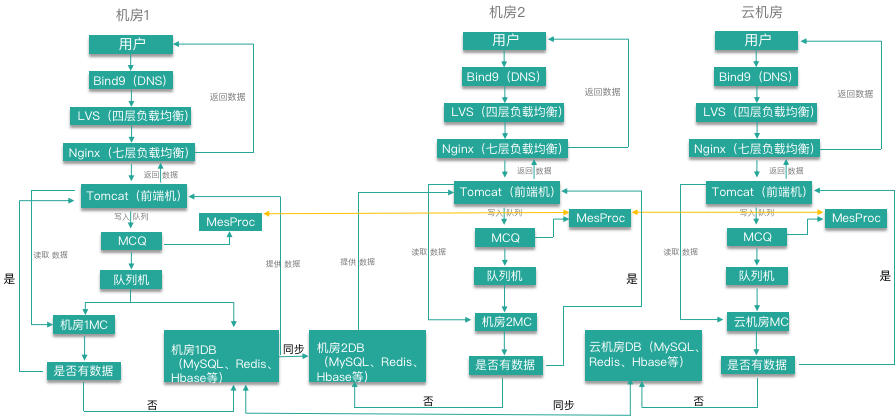 机房1
用户
Bind9（DNS）
返回数据
LVS（四层负载均衡）
Nginx（七层负载均衡）
返回 数据
Tomcat（前端机）
写入 队列
MesProc
MCQ
读取 数据
提供 数据
是
队列机
机房1MC
机房1DB
（MySQL、Redis、
Hbase等）
同步
是否有数据
否
机房2
用户
Bind9（DNS）
返回数据
LVS（四层负载均衡）
Nginx（七层负载均衡）
返回 数据
Tomcat（前端机）
写入 队列
MesProc
MCQ
读取 数据
提供 数据
是
队列机
机房2MC
机房2DB
（MySQL、Redis、
Hbase等）
是否有数据
否
同步
云机房
用户
Bind9（DNS）
返回数据
LVS（四层负载均衡）
Nginx（七层负载均衡）
返回 数据
Tomcat（前端机）
写入 队列
MesProc
MCQ
读取 数据
是
队列机
云机房MC
云机房DB（MySQL、
Redis、Hbase等）
是否有数据
否